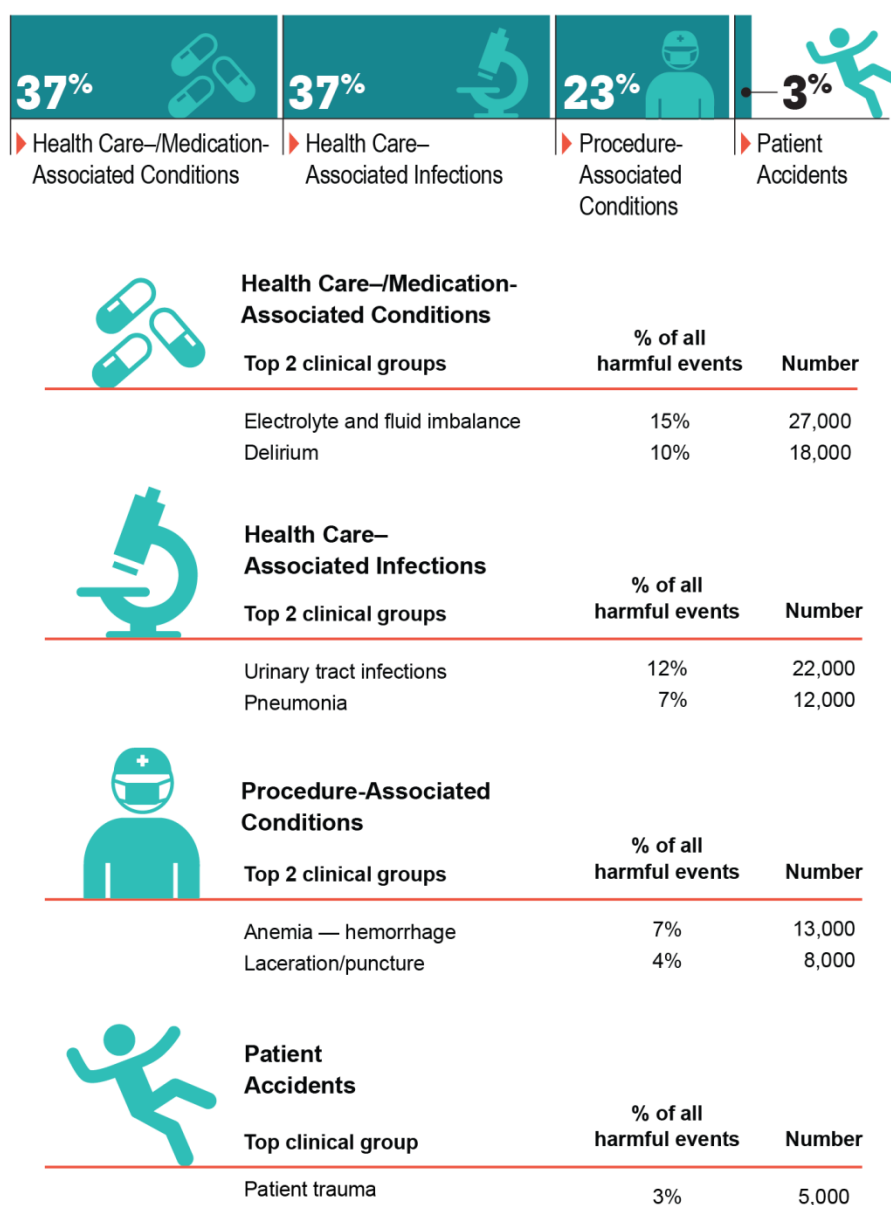 37%
37%
23%
3%
Health Care–/Medication-
Associated Conditions
Health Care–
Associated Infections
Procedure-
Associated
Conditions
Patient
Accidents
Health Care–/Medication-
Associated Conditions
Top 2 clinical groups
% of all
harmful events
Number
Electrolyte and fluid imbalance 15% 27,000
Delirium 10% 18,000
Health Care–
Associated Infections
Top 2 clinical groups
% of all
harmful events
Number
Urinary tract infections 12% 22,000
Pneumonia 7% 12,000
Procedure-Associated
Conditions
Top 2 clinical groups
% of all
harmful events
Number
Anemia — hemorrhage 7% 13,000
Laceration/puncture 4% 8,000
Patient
Accidents
Top clinical group
% of all
harmful events
Number
Patient trauma 3% 5,000